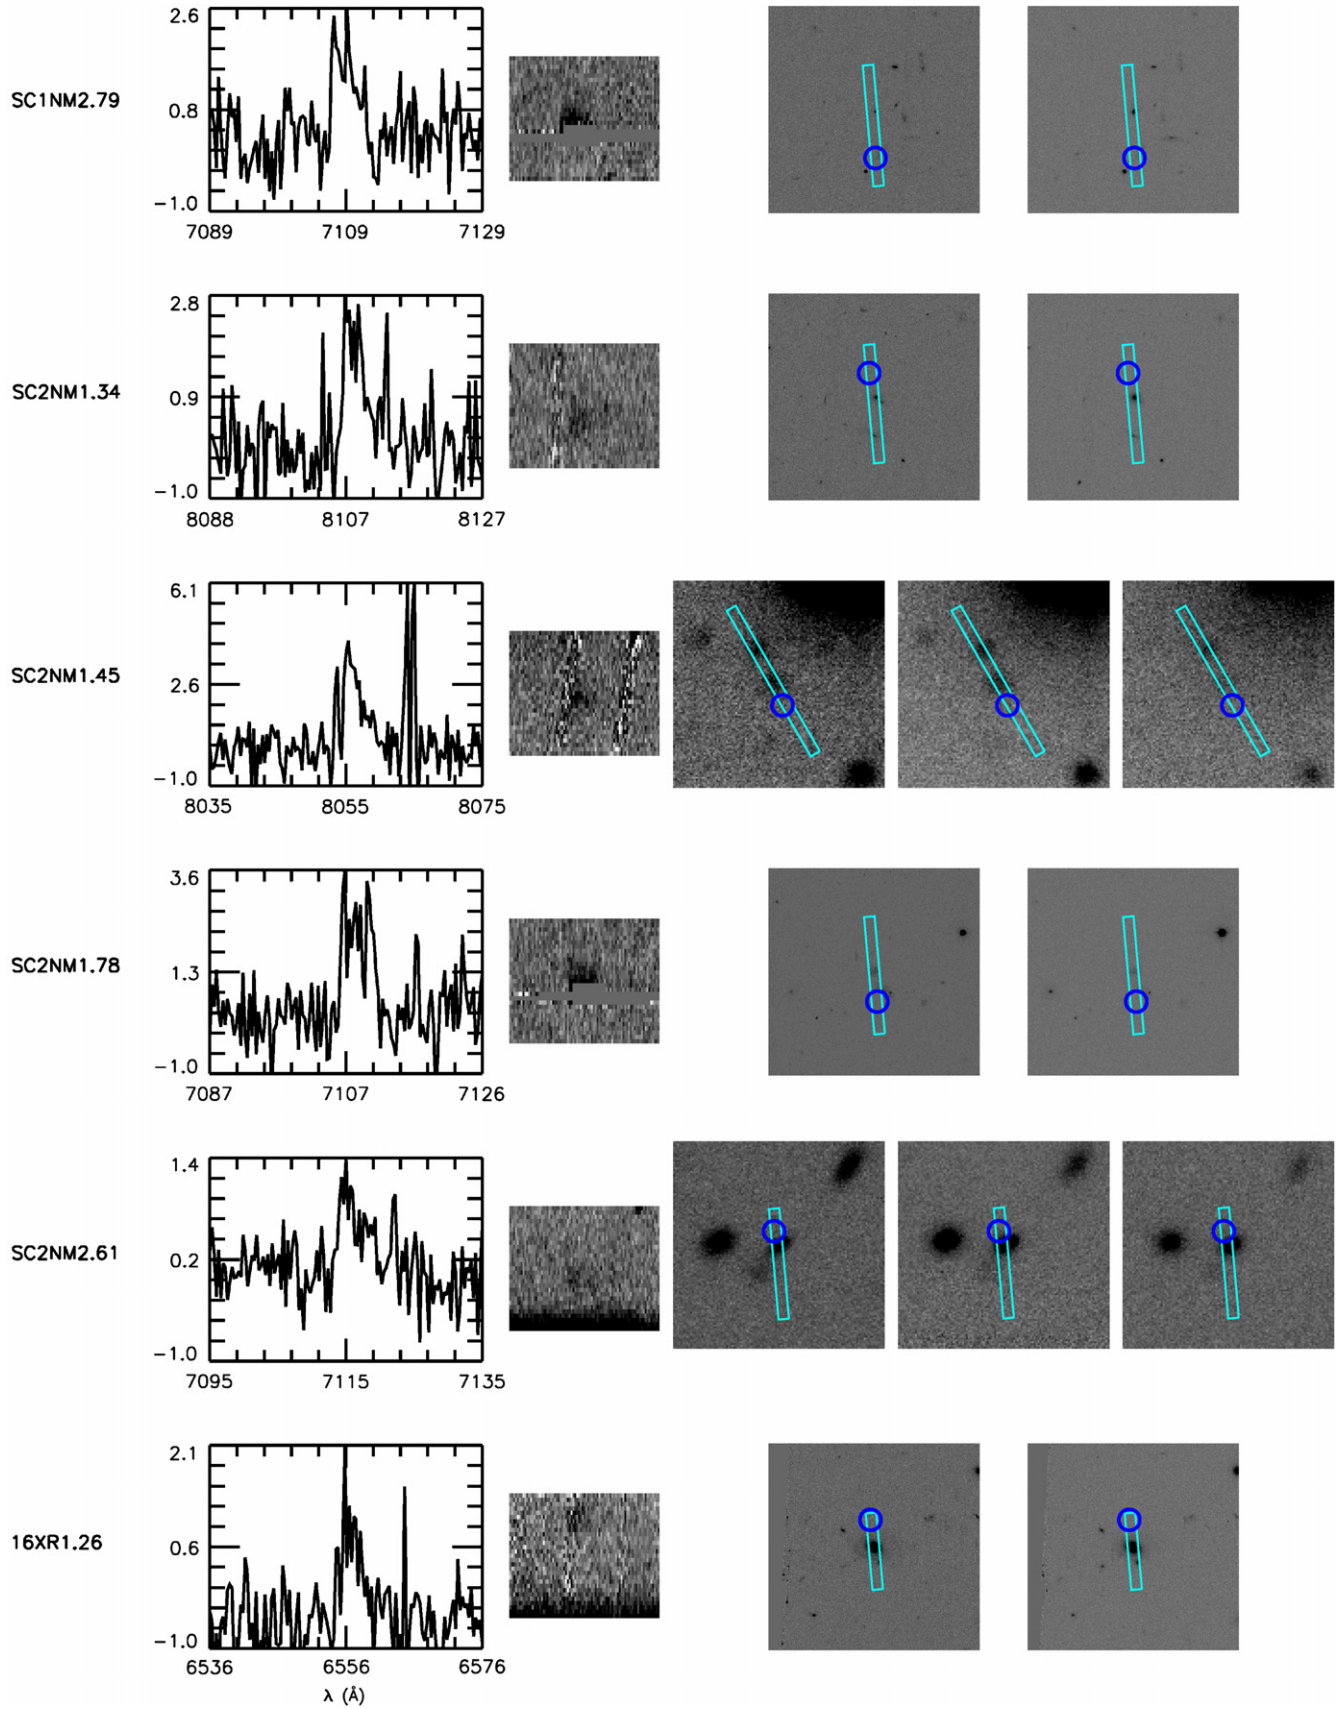 SC1NM2.79
2.6
0.8
−1.0
7089 7109 7129
SC2NM1.34
2.8
0.9
−1.0
8088 8107 8127
SC2NM1.45
6.1
2.6
−1.0
8035 8055 8075
SC2NM1.78
3.6
1.3
−1.0
7087 7107 7126
SC2NM2.61
1.4
0.2
−1.0
7095 7115 7135
16XR1.26
2.1
0.6
−1.0
6536 6556 6576
λ (Å)